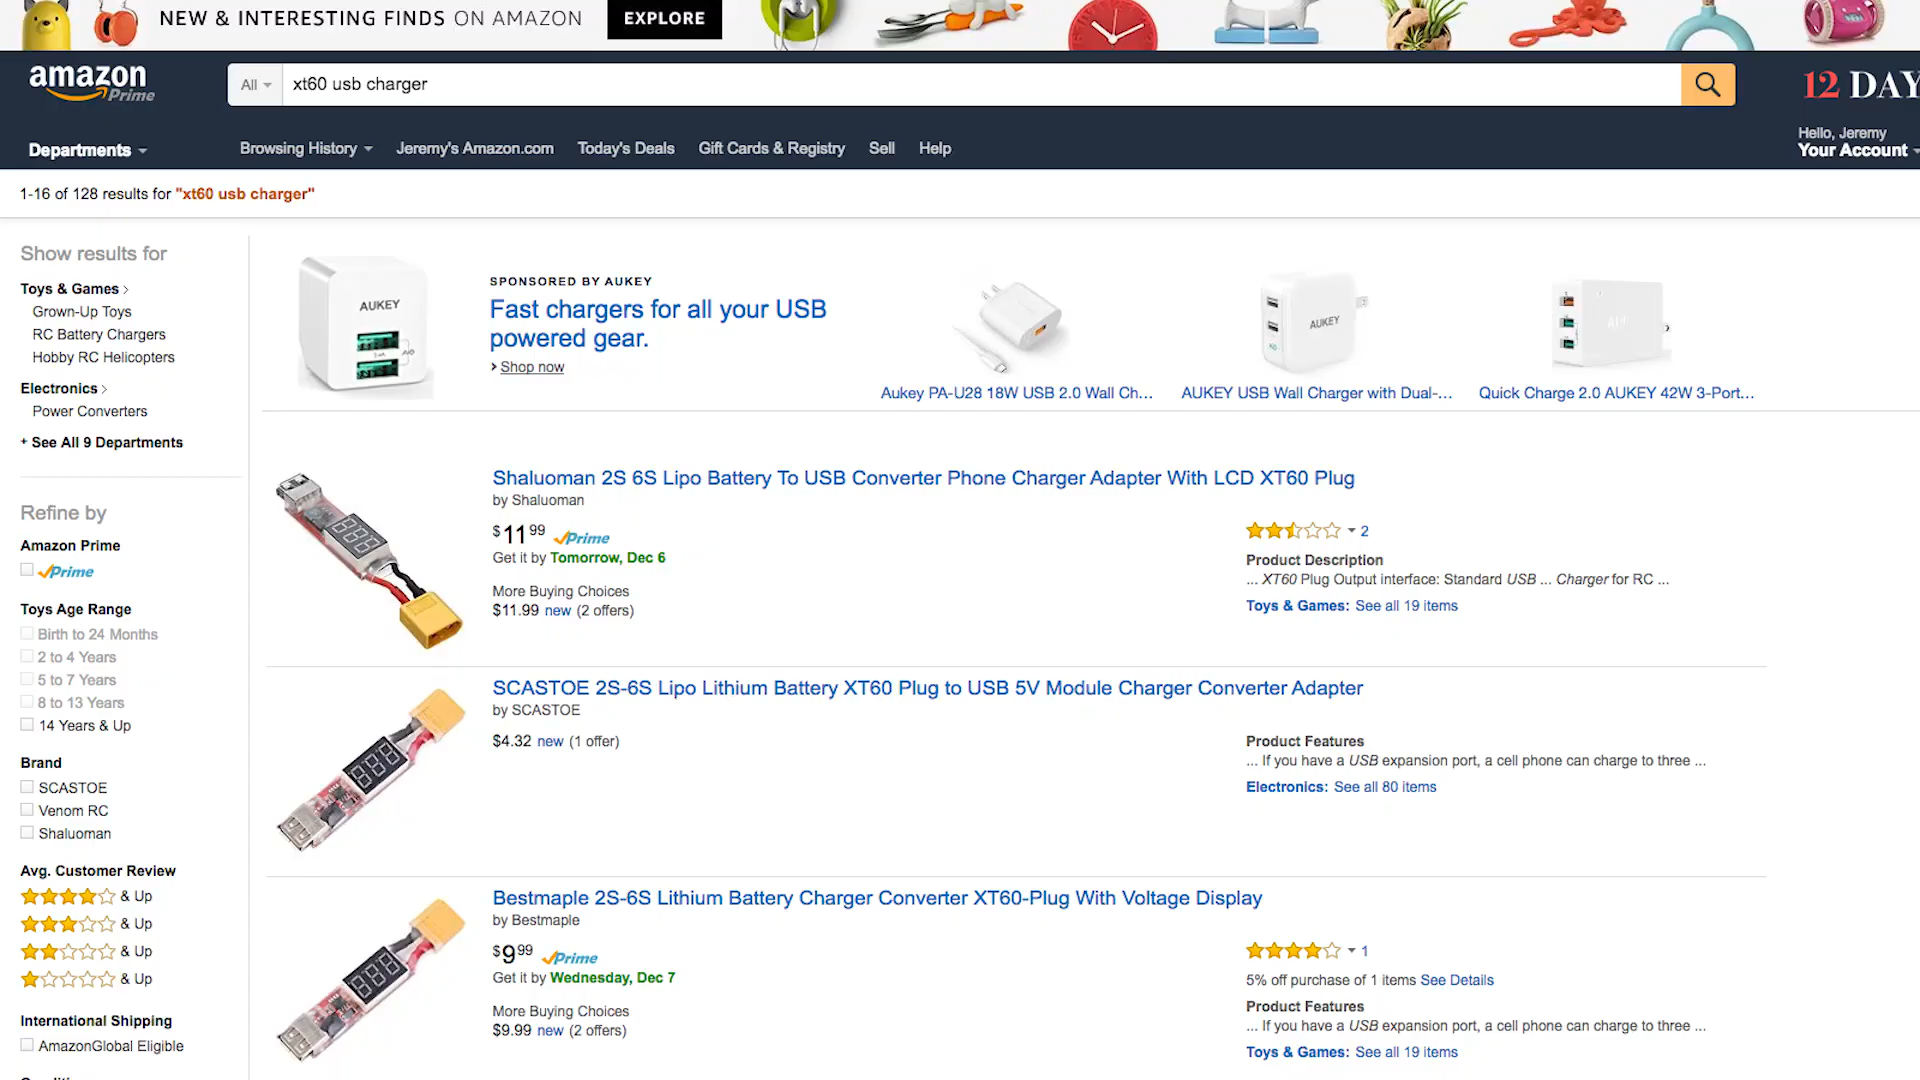 NEW & INTERESTING FINDS ON AMAZON
EXPLORE
amazon
Prime
All
xt60 usb charger
12 DAY
Departments
Browsing History
Jeremy's Amazon.com
Today's Deals
Gift Cards & Registry
Sell
Help
Hello, Jeremy
Your Account
1-16 of 128 results for "xt60 usb charger"
Show results for
Toys & Games
Grown-Up Toys
RC Battery Chargers
Hobby RC Helicopters
Electronics
Power Converters
+ See All 9 Departments
Refine by
Amazon Prime
Prime
Toys Age Range
Birth to 24 Months
2 to 4 Years
5 to 7 Years
8 to 13 Years
14 Years & Up
Brand
SCASTOE
Venom RC
Shaluoman
Avg. Customer Review
& Up
& Up
& Up
& Up
International Shipping
AmazonGlobal Eligible
AUKEY
SPONSORED BY AUKEY
Fast chargers for all your USB
powered gear.
Shop now
AUKEY
Aukey PA-U28 18W USB 2.0 Wall Ch...
AUKEY USB Wall Charger with Dual-...
Quick Charge 2.0 AUKEY 42W 3-Port...
Shaluoman 2S 6S Lipo Battery To USB Converter Phone Charger Adapter With LCD XT60 Plug
by Shaluoman
$11 99 Prime
Get it by Tomorrow, Dec 6
More Buying Choices
$11.99 new (2 offers)
2
Product Description
... XT60 Plug Output interface: Standard USB ... Charger for RC ...
Toys & Games: See all 19 items
SCASTOE 2S-6S Lipo Lithium Battery XT60 Plug to USB 5V Module Charger Converter Adapter
by SCASTOE
$4.32 new (1 offer)
Product Features
... If you have a USB expansion port, a cell phone can charge to three ...
Electronics: See all 80 items
Bestmaple 2S-6S Lithium Battery Charger Converter XT60-Plug With Voltage Display
by Bestmaple
$9 99 Prime
Get it by Wednesday, Dec 7
More Buying Choices
$9.99 new (2 offers)
1
5% off purchase of 1 items See Details
Product Features
... If you have a USB expansion port, a cell phone can charge to three ...
Toys & Games: See all 19 items